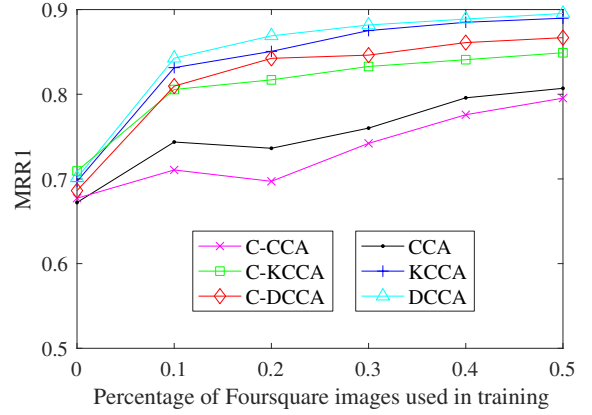 0.9
0.8
0.7
0.6
0.5
MRR1
C-CCA
C-KCCA
C-DCCA
CCA
KCCA
DCCA
0 0.1 0.2 0.3 0.4 0.5
Percentage of Foursquare images used in training